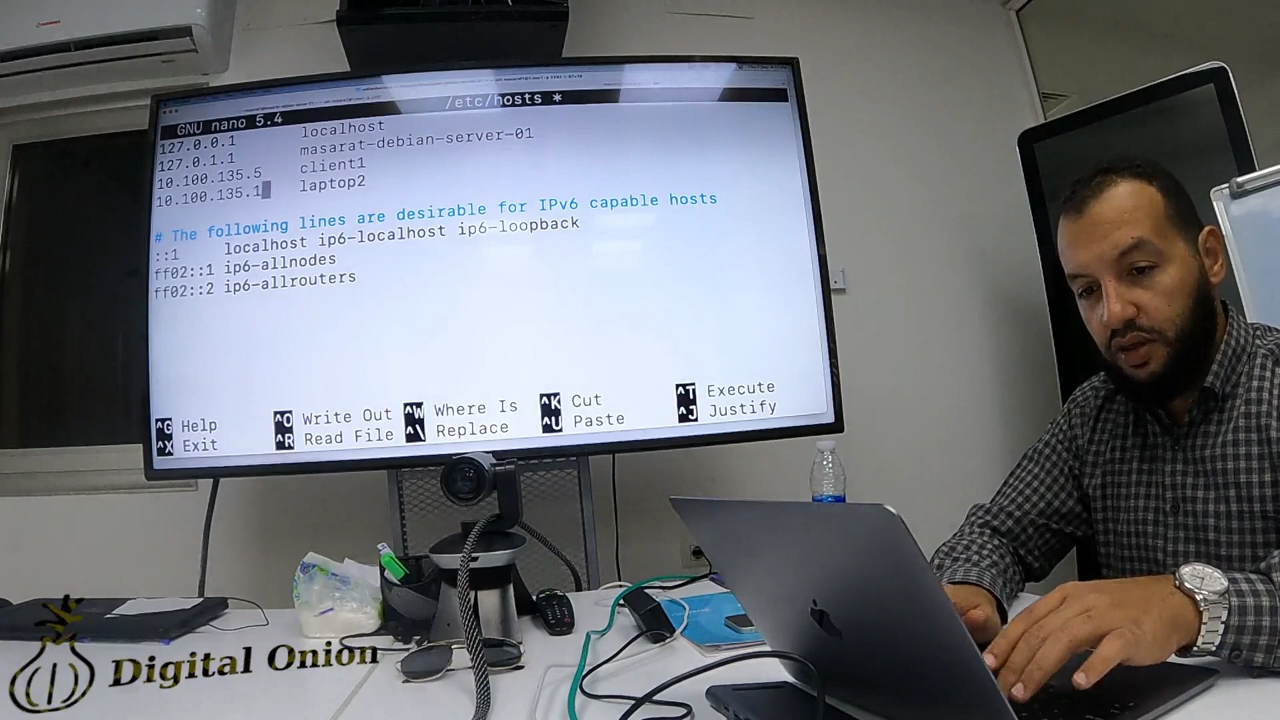 GNU nano 5.4 /etc/hosts *
127.0.0.1 localhost
127.0.1.1 masarat-debian-server-01
10.100.135.5 client1
10.100.135.1 laptop2
# The following lines are desirable for IPv6 capable hosts
::1 localhost ip6-localhost ip6-loopback
ff02::1 ip6-allnodes
ff02::2 ip6-allrouters
^G Help ^O Write Out ^W Where Is ^K Cut ^T Execute
^X Exit ^R Read File ^\ Replace ^U Paste ^J Justify
Digital Onion